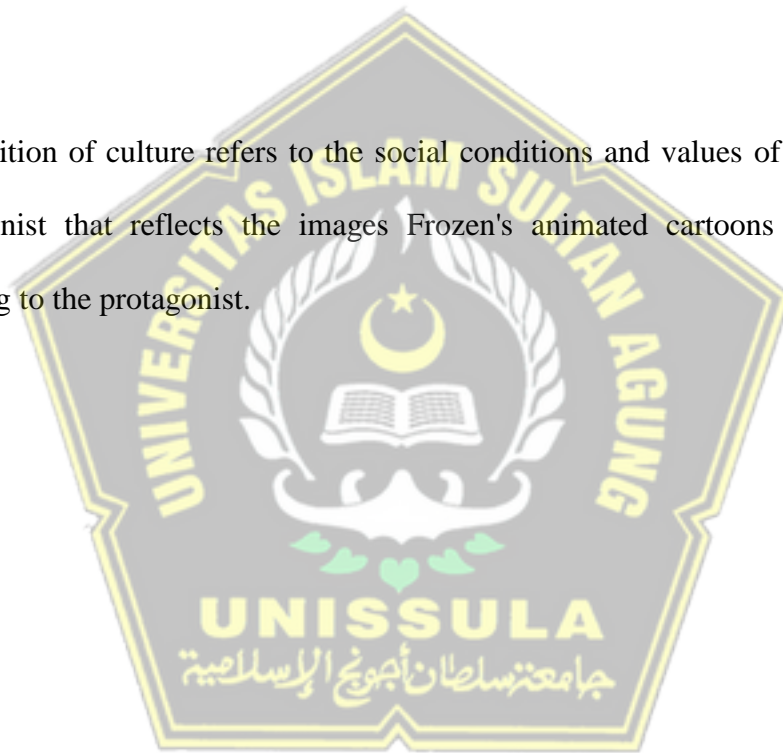 ition of culture refers to the social conditions and values of
nist that reflects the images Frozen's animated cartoons
g to the protagonist.
UNIVERSITAS ISLAM SULTAN AGUNG
UNISSULA
جامعة سلطان أجونج الإسلامية